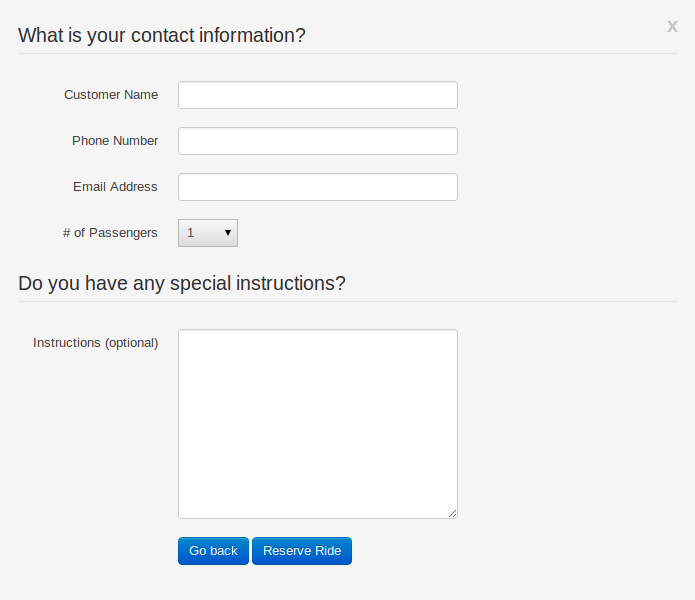 What is your contact information?
x
Customer Name
Phone Number
Email Address
# of Passengers
1
Do you have any special instructions?
Instructions (optional)
Go back
Reserve Ride